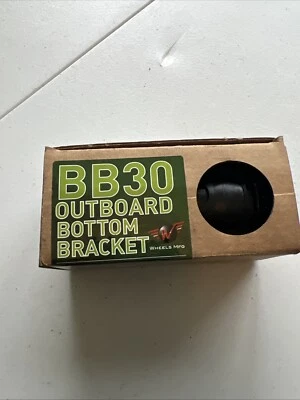 BB30
OUTBOARD
BOTTOM
BRACKET
WHEELS MFG